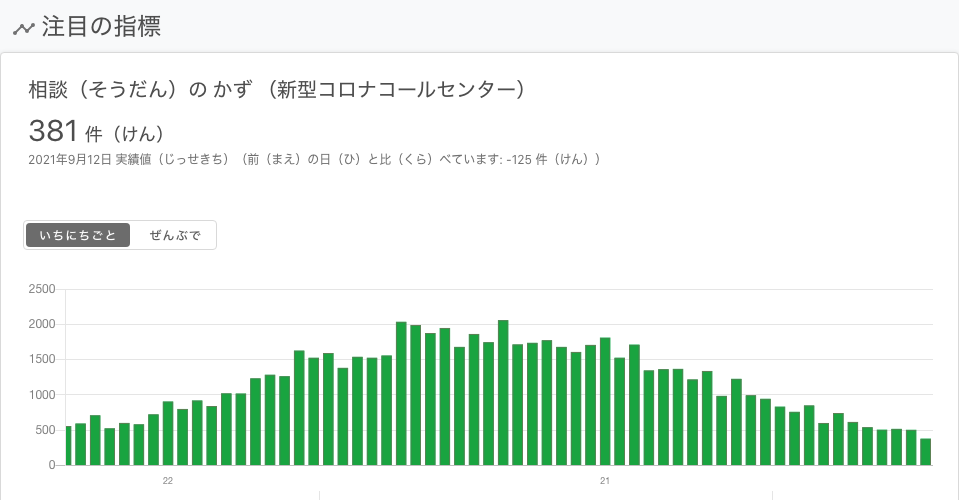 注目の指標
相談（そうだん）の かず （新型コロナコールセンター）
381 件（けん）
2021年9月12日 実績値（じっせきち）（前（まえ）の日（ひ）と比（くら）べています: -125 件（けん））
いちにちごと ぜんぶで
2500
2000
1500
1000
500
0
22 21